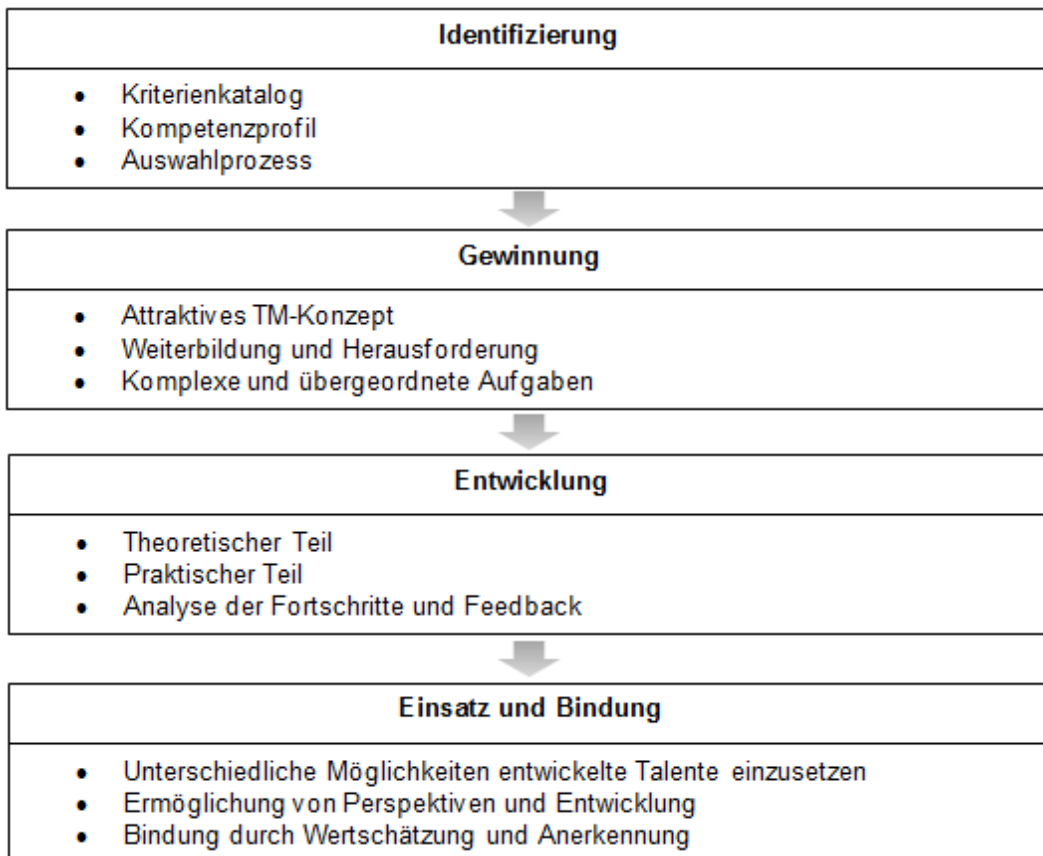 Identifizierung
• Kriterienkatalog
• Kompetenzprofil
• Auswahlprozess
Gewinnung
• Attraktives TM-Konzept
• Weiterbildung und Herausforderung
• Komplexe und übergeordnete Aufgaben
Entwicklung
• Theoretischer Teil
• Praktischer Teil
• Analyse der Fortschritte und Feedback
Einsatz und Bindung
• Unterschiedliche Möglichkeiten entwickelte Talente einzusetzen
• Ermöglichung von Perspektiven und Entwicklung
• Bindung durch Wertschätzung und Anerkennung